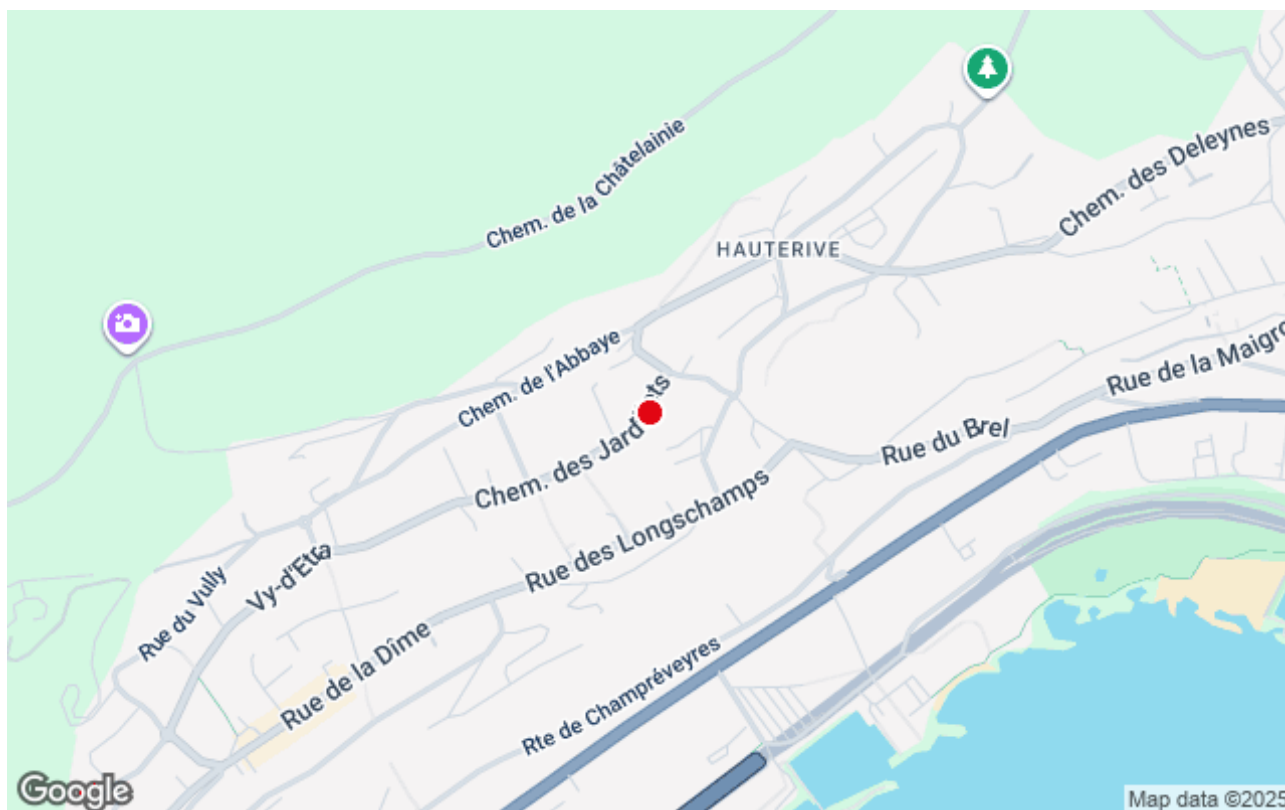 Chem. de la Châtelainie
Chem. des Deleynes
HAUTERIVE
Chem. de l'Abbaye
Rue de la Maigro
Rue du Brel
Chem. des Jard ets
Rue des Longschamps
Vy-d'Etra
Rue du Vully
Rue de la Dîme
Rte de Champréveyres
Google
Map data ©2025